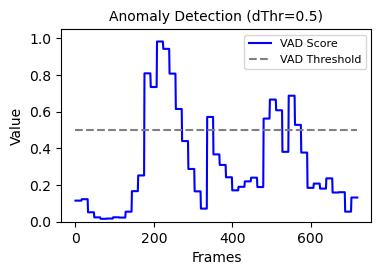 Anomaly Detection (dThr=0.5)
1.0
0.8
0.6
0.4
0.2
0.0
Value
VAD Score
VAD Threshold
0 200 400 600
Frames